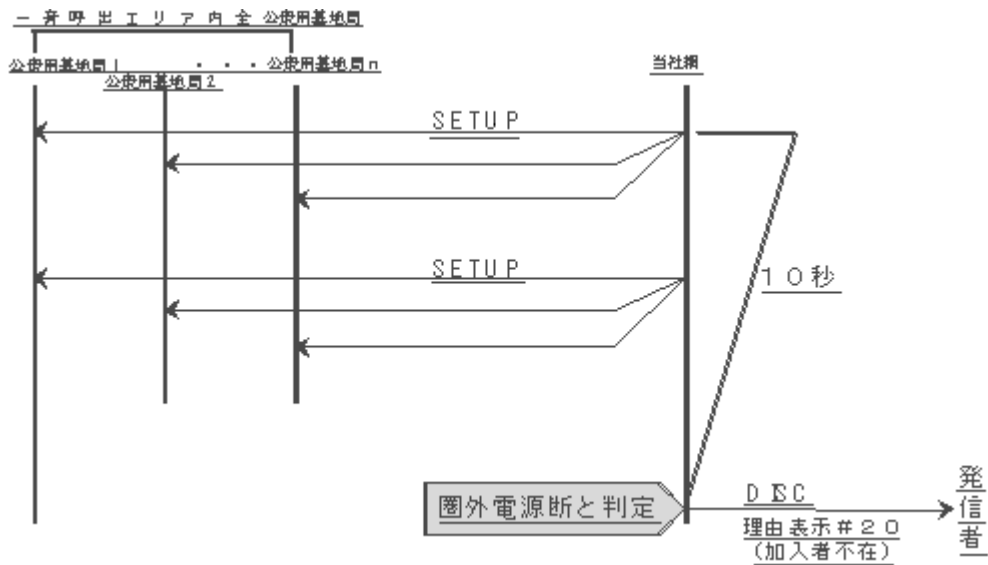 一斉呼出エリア内全公衆用基地局
公衆用基地局1
・・・
公衆用基地局n
当社網
公衆用基地局2
SETUP
SETUP
10秒
圏外電源断と判定
DISC
理由表示#20
(加入者不在)
発信者